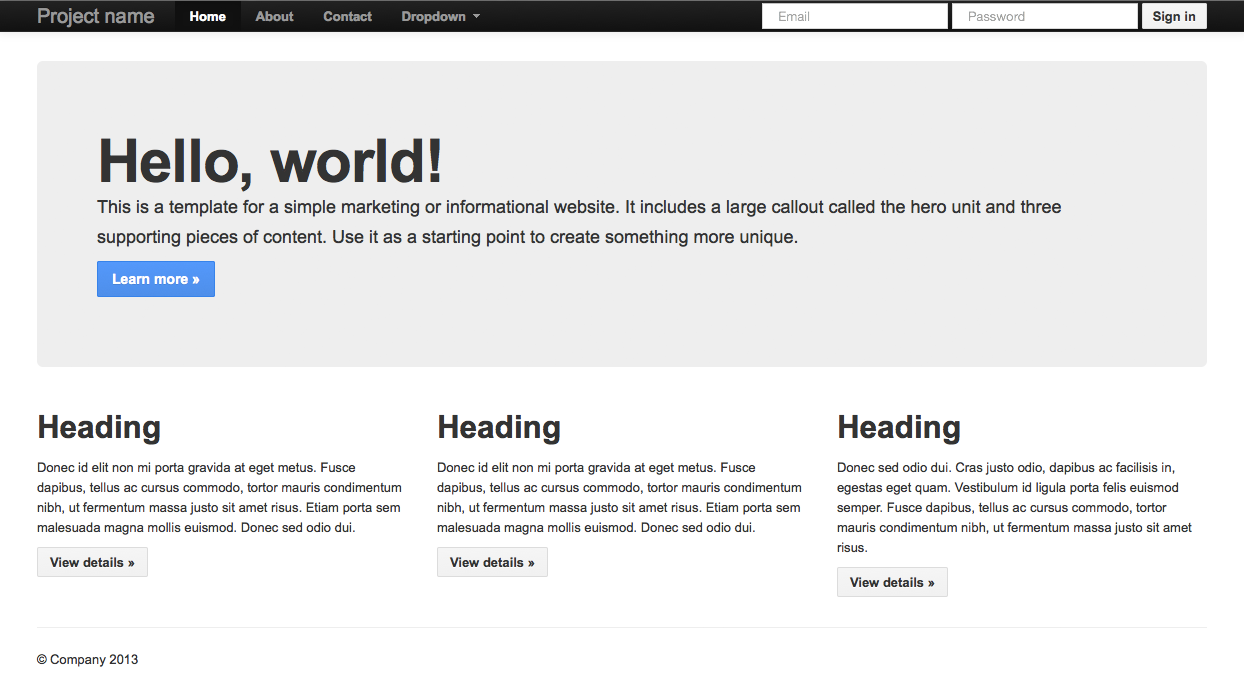 Project name Home About Contact Dropdown Email Password Sign in
Hello, world!
This is a template for a simple marketing or informational website. It includes a large callout called the hero unit and three
supporting pieces of content. Use it as a starting point to create something more unique.
Learn more »
Heading
Donec id elit non mi porta gravida at eget metus. Fusce
dapibus, tellus ac cursus commodo, tortor mauris condimentum
nibh, ut fermentum massa justo sit amet risus. Etiam porta sem
malesuada magna mollis euismod. Donec sed odio dui.
View details »
Heading
Donec id elit non mi porta gravida at eget metus. Fusce
dapibus, tellus ac cursus commodo, tortor mauris condimentum
nibh, ut fermentum massa justo sit amet risus. Etiam porta sem
malesuada magna mollis euismod. Donec sed odio dui.
View details »
Heading
Donec sed odio dui. Cras justo odio, dapibus ac facilisis in,
egestas eget quam. Vestibulum id ligula porta felis euismod
semper. Fusce dapibus, tellus ac cursus commodo, tortor
mauris condimentum nibh, ut fermentum massa justo sit amet
risus.
View details »
© Company 2013